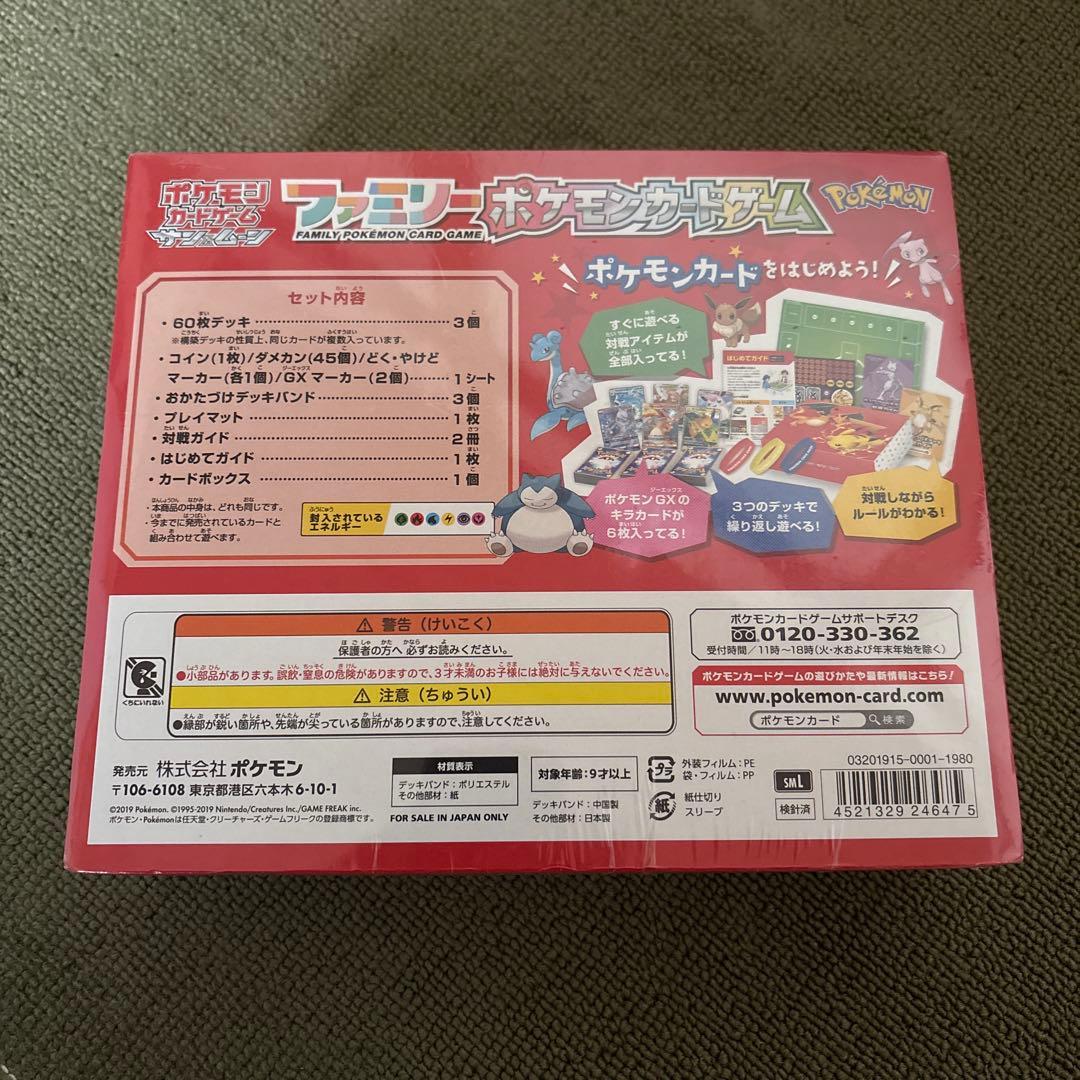 ポケモン
カードゲーム
サン&ムーン
ファミリーポケモンカードゲーム
FAMILY POKÉMON CARD GAME
POKéMON
ポケモンカードをはじめよう!
セット内容
・60枚デッキ 3個
※構築デッキの性質上、同じカードが複数入っています。
・コイン(1枚)/ダメカン(45個)/どく・やけど
マーカー(各1個)/GXマーカー(2個) 1シート
・おかたづけデッキバンド 3個
・プレイマット 1枚
・対戦ガイド 2冊
・はじめてガイド 1枚
・カードボックス 1個
・本商品の中身は、どれも同じです。
・今までに発売されているカードと
組み合わせて遊べます。
封入されている
エネルギー
すぐに遊べる
対戦アイテムが
全部入ってる!
はじめてガイド
ポケモンGXの
キラカードが
6枚入ってる!
3つのデッキで
繰り返し遊べる!
対戦しながら
ルールがわかる!
くちにいれない
⚠ 警告(けいこく)
保護者の方へ 必ずお読みください。
●小部品があります。誤飲・窒息の危険がありますので、3才未満のお子様には絶対に与えないでください。
⚠ 注意(ちゅうい)
●縁部が鋭い箇所や、先端が尖っている箇所がありますので、注意してください。
ポケモンカードゲームサポートデスク
0120-330-362
受付時間/11時〜18時(火・水および年末年始を除く)
ポケモンカードゲームの遊びかたや最新情報はこちら!
www.pokemon-card.com
ポケモンカード 検索
発売元 株式会社ポケモン
〒106-6108 東京都港区六本木6-10-1
©2019 Pokémon. ©1995-2019 Nintendo/Creatures Inc./GAME FREAK inc.
ポケモン・Pokémonは任天堂・クリーチャーズ・ゲームフリークの登録商標です。
材質表示
デッキバンド:ポリエステル
その他部材:紙
FOR SALE IN JAPAN ONLY
対象年齢:9才以上
デッキバンド:中国製
その他部材:日本製
プラ
外装フィルム:PE
袋・フィルム:PP
紙
紙仕切り
スリーブ
SM L
検針済
03201915-0001-1980
4521329 246475